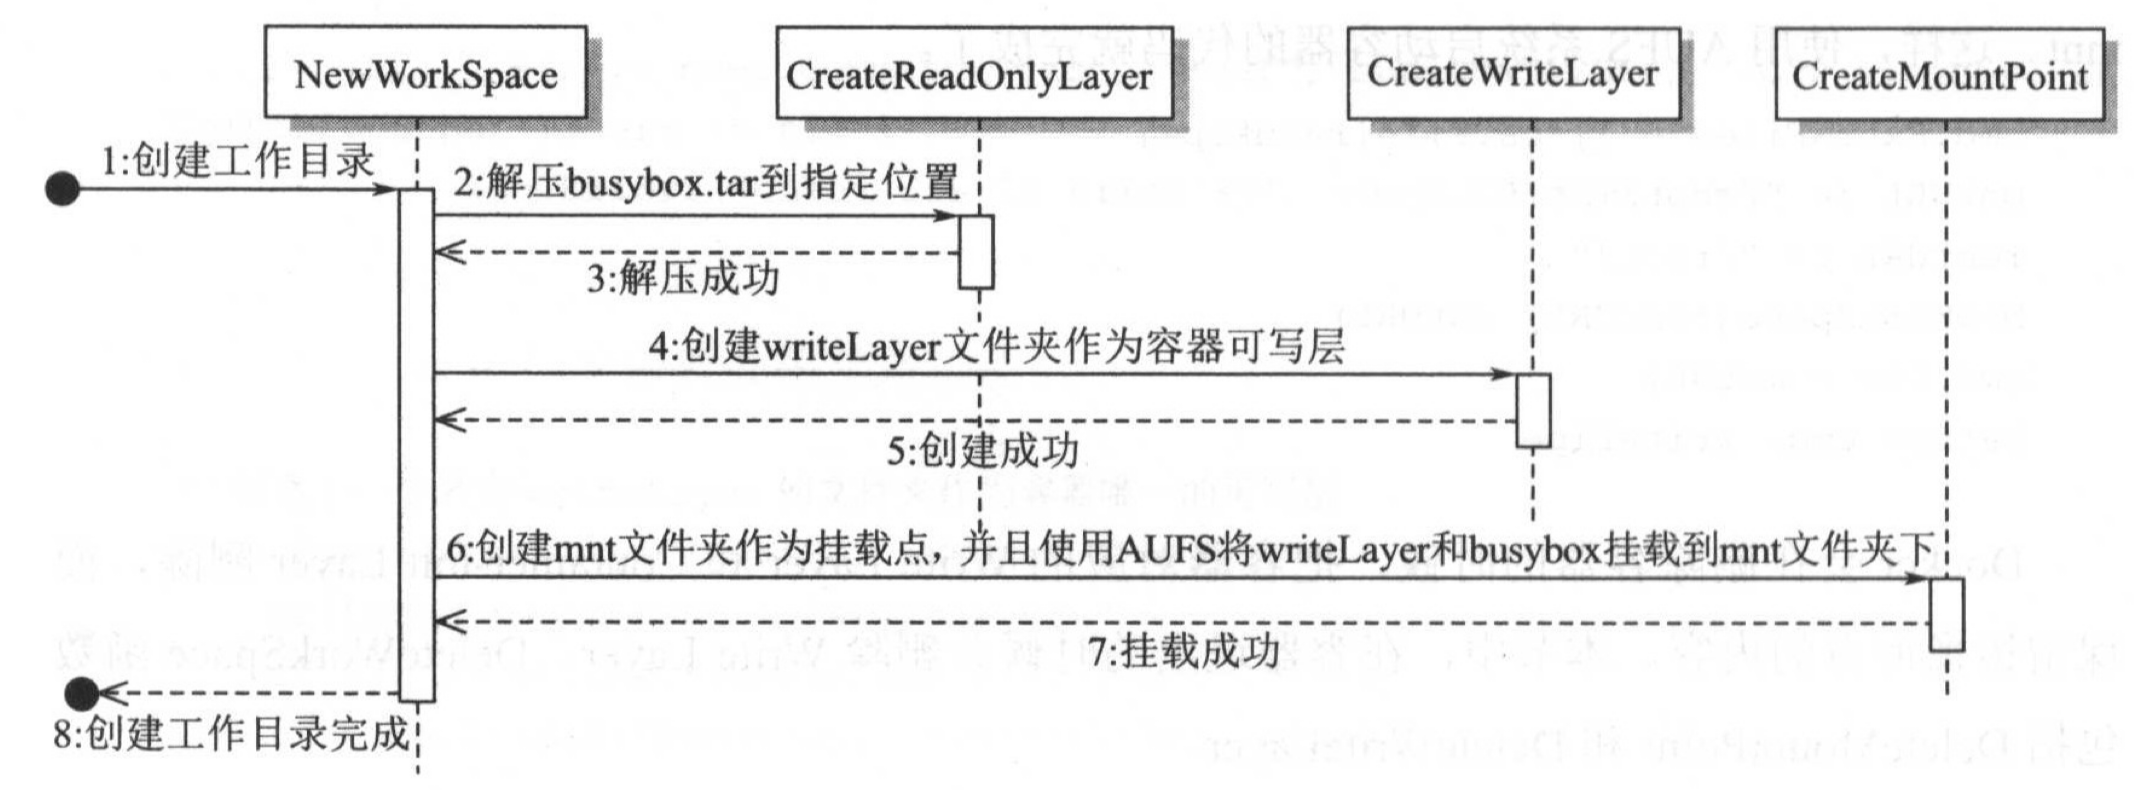 NewWorkSpace
CreateReadOnlyLayer
CreateWriteLayer
CreateMountPoint
1:创建工作目录
2:解压busybox.tar到指定位置
3:解压成功
4:创建writeLayer文件夹作为容器可写层
5:创建成功
6:创建mnt文件夹作为挂载点, 并且使用AUFS将writeLayer和busybox挂载到mnt文件夹下
7:挂载成功
8:创建工作目录完成